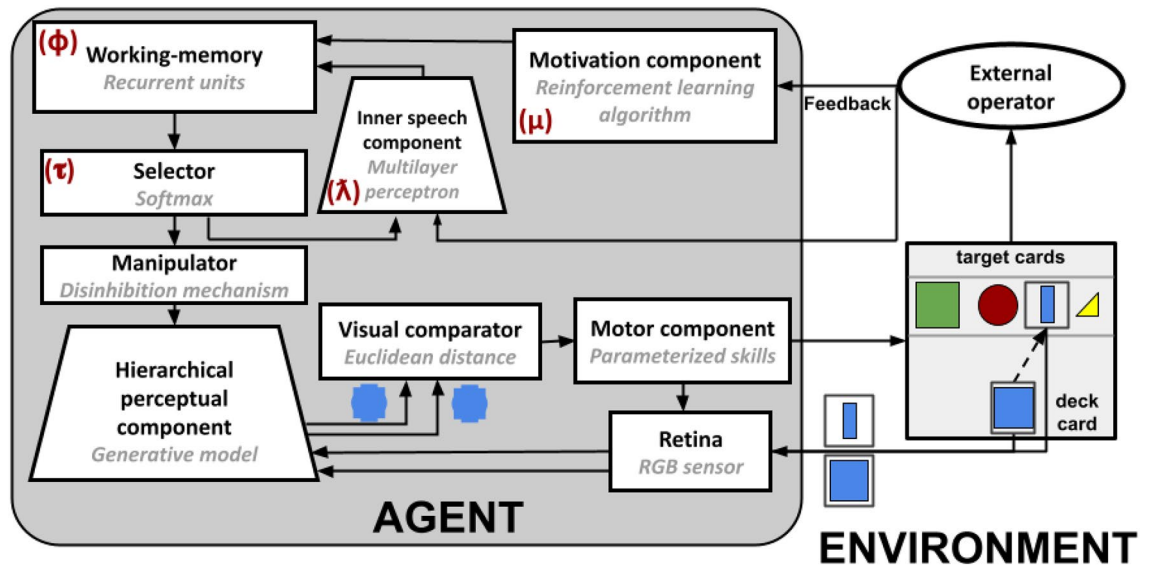 (ϕ)
Working-memory
Recurrent units
Motivation component
Reinforcement learning
algorithm
(μ)
External
operator
Feedback
Inner speech
component
Multilayer
perceptron
(ƛ)
(τ)
Selector
Softmax
Manipulator
Disinhibition mechanism
target cards
Visual comparator
Euclidean distance
Motor component
Parameterized skills
Hierarchical
perceptual
component
Generative model
deck
card
Retina
RGB sensor
AGENT
ENVIRONMENT